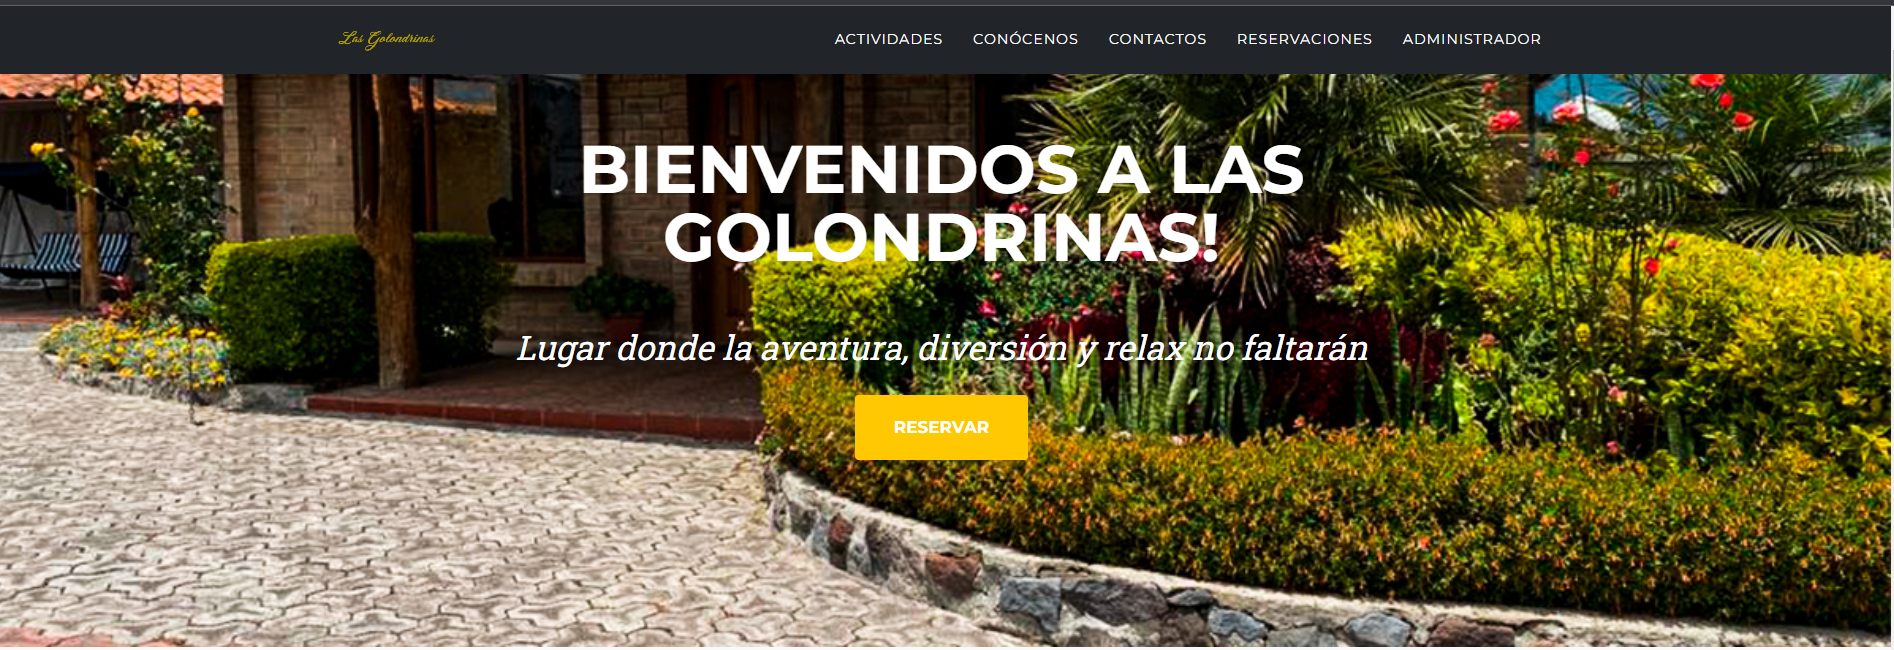 Las Golondrinas
ACTIVIDADES CONÓCENOS CONTACTOS RESERVACIONES ADMINISTRADOR
BIENVENIDOS A LAS
GOLONDRINAS!
Lugar donde la aventura, diversión y relax no faltarán
RESERVAR